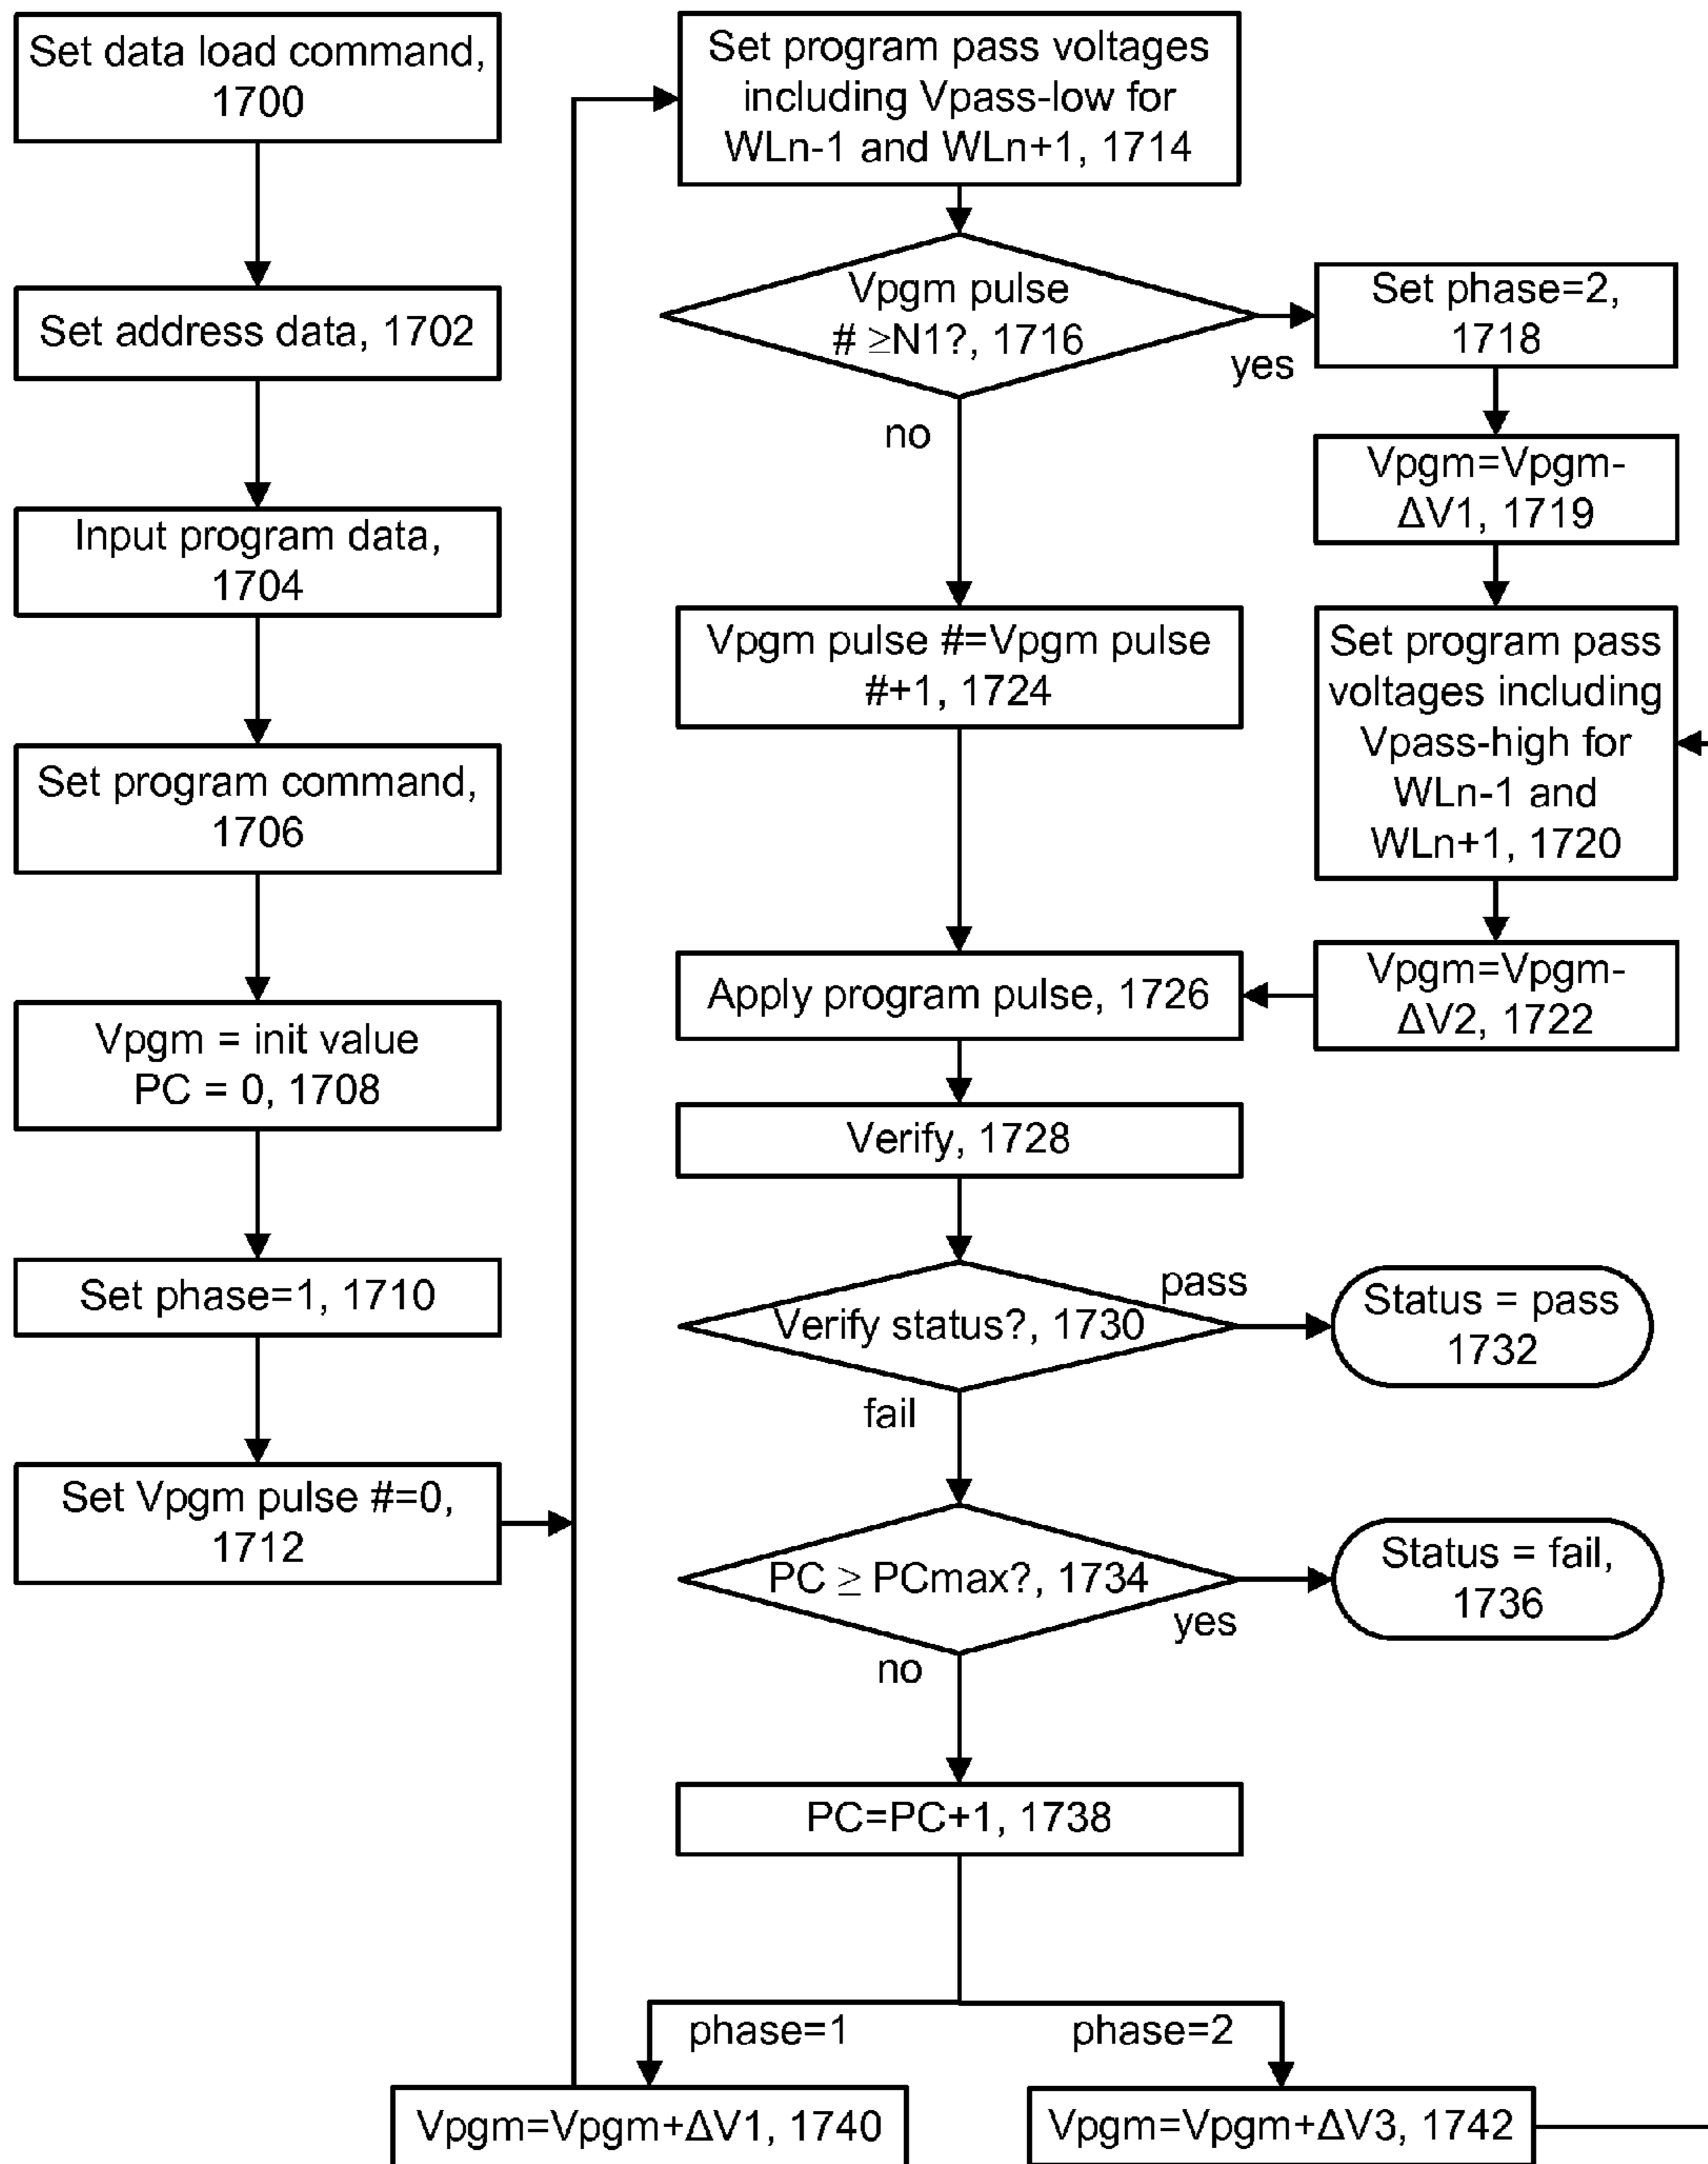 Set data load command,
1700
Set address data, 1702
Input program data,
1704
Set program command,
1706
Vpgm = init value
PC = 0, 1708
Set phase=1, 1710
Set Vpgm pulse #=0,
1712
Set program pass voltages
including Vpass-low for
WLn-1 and WLn+1, 1714
Vpgm pulse
# ≥N1?, 1716
yes
no
Set phase=2,
1718
Vpgm=Vpgm-
ΔV1, 1719
Set program pass
voltages including
Vpass-high for
WLn-1 and
WLn+1, 1720
Vpgm=Vpgm-
ΔV2, 1722
Vpgm pulse #=Vpgm pulse
#+1, 1724
Apply program pulse, 1726
Verify, 1728
Verify status?, 1730
pass
Status = pass
1732
fail
PC ≥ PCmax?, 1734
yes
Status = fail,
1736
no
PC=PC+1, 1738
phase=1
phase=2
Vpgm=Vpgm+ΔV1, 1740
Vpgm=Vpgm+ΔV3, 1742